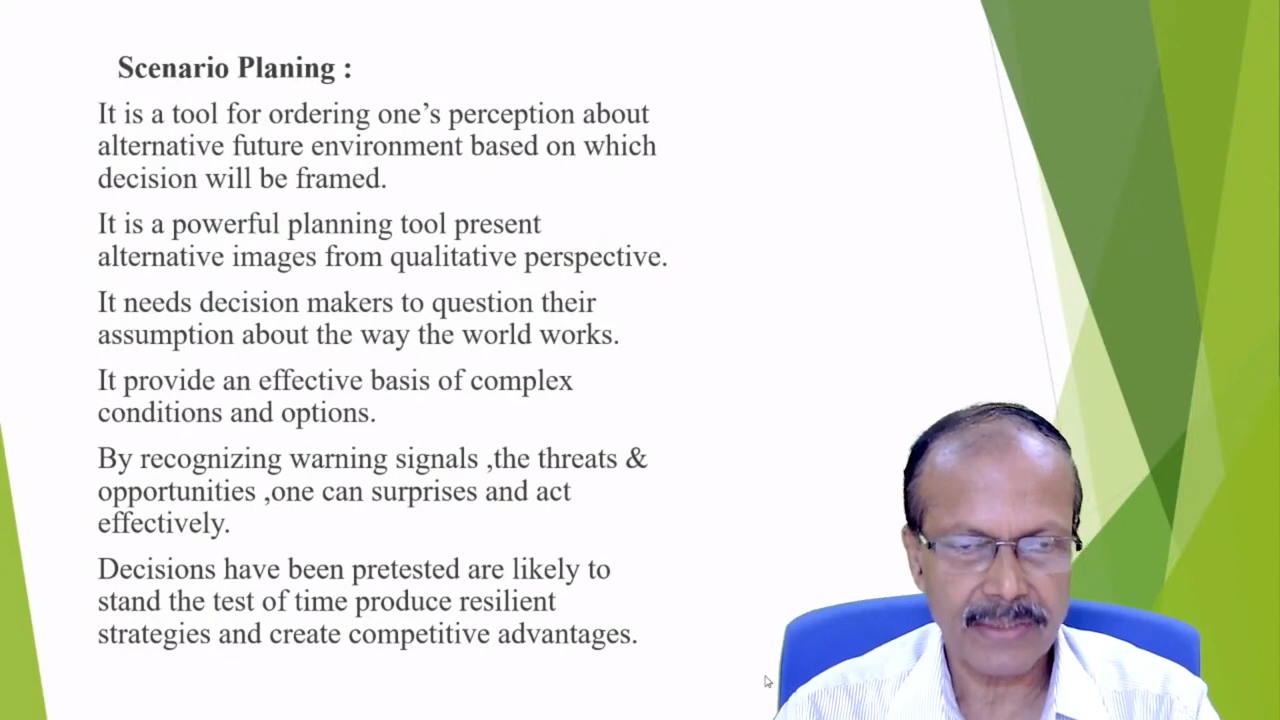 Scenario Planing :
It is a tool for ordering one’s perception about
alternative future environment based on which
decision will be framed.
It is a powerful planning tool present
alternative images from qualitative perspective.
It needs decision makers to question their
assumption about the way the world works.
It provide an effective basis of complex
conditions and options.
By recognizing warning signals ,the threats &
opportunities ,one can surprises and act
effectively.
Decisions have been pretested are likely to
stand the test of time produce resilient
strategies and create competitive advantages.